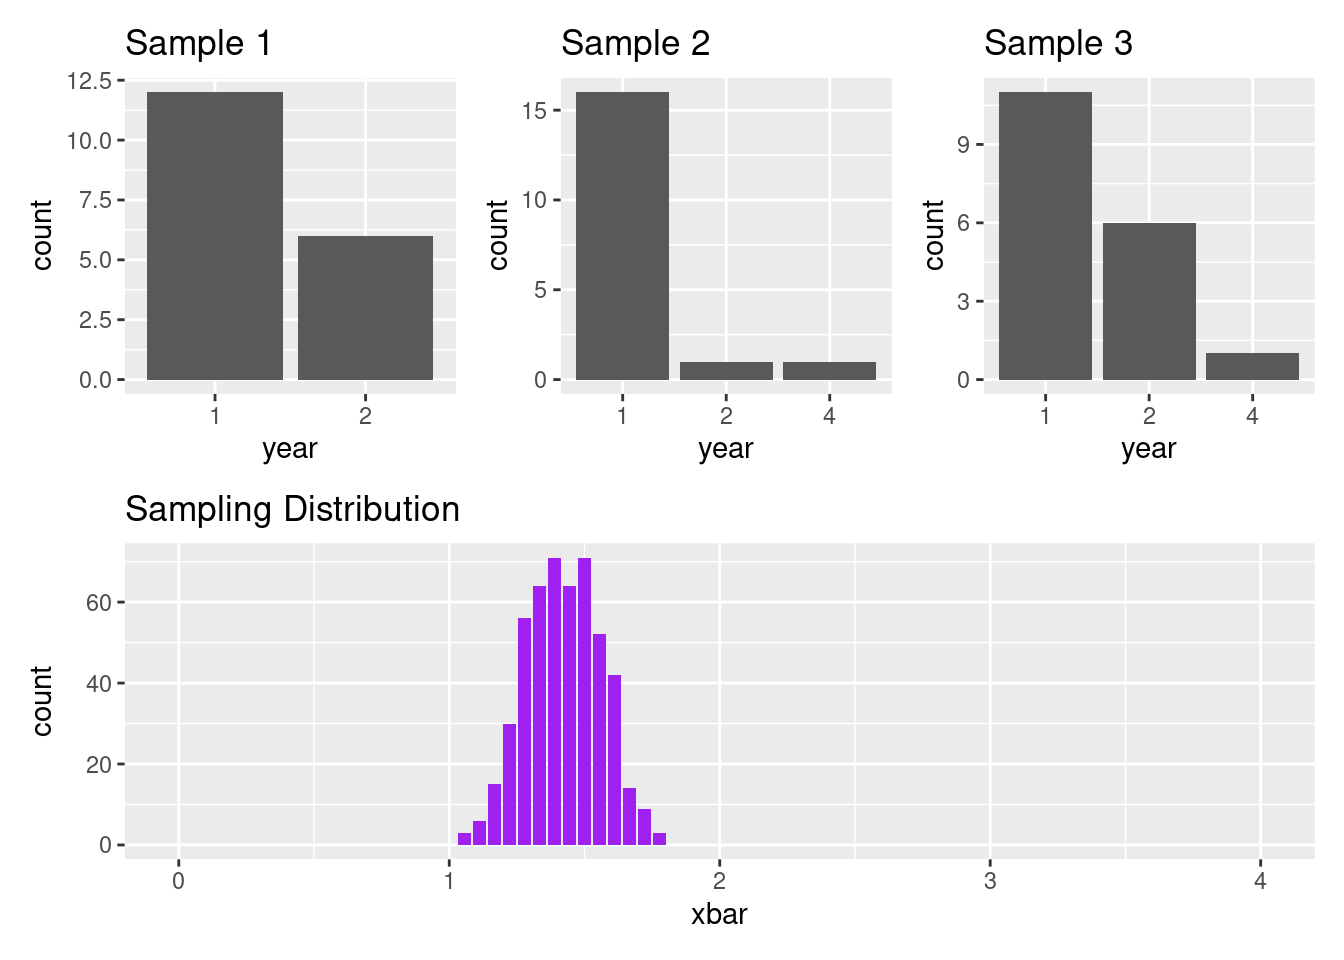 Sample 1
12.5
10.0
7.5
5.0
2.5
0.0
count
1 2
year
Sample 2
15
10
5
0
count
1 2 4
year
Sample 3
9
6
3
0
count
1 2 4
year
Sampling Distribution
60
40
20
0
count
0 1 2 3 4
xbar